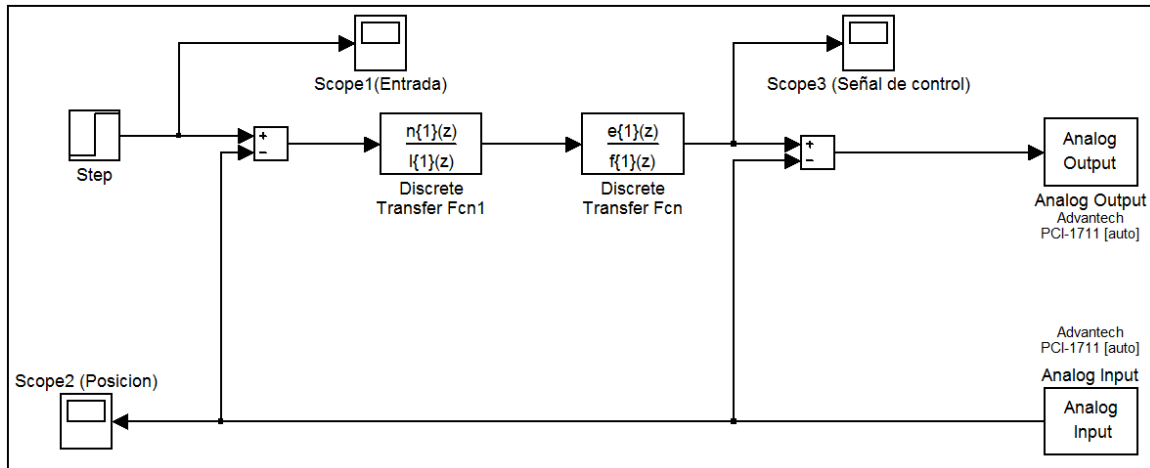 Scope1(Entrada)
Scope3 (Señal de control)
Step
+
−
n{1}(z)
l{1}(z)
Discrete
Transfer Fcn1
e{1}(z)
f{1}(z)
Discrete
Transfer Fcn
+
−
Analog
Output
Analog Output
Advantech
PCI-1711 [auto]
Advantech
PCI-1711 [auto]
Analog Input
Analog
Input
Scope2 (Posicion)